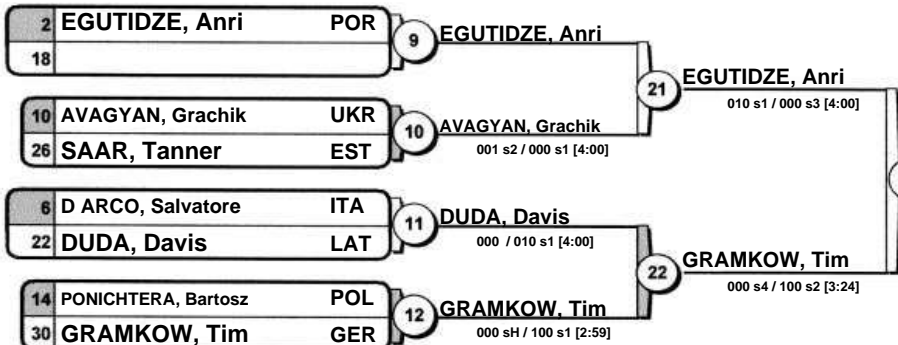 2 EGUTIDZE, Anri POR
18
9 EGUTIDZE, Anri
10 AVAGYAN, Grachik UKR
26 SAAR, Tanner EST
10 AVAGYAN, Grachik
001 s2 / 000 s1 [4:00]
21 EGUTIDZE, Anri
010 s1 / 000 s3 [4:00]
6 D ARCO, Salvatore ITA
22 DUDA, Davis LAT
11 DUDA, Davis
000 / 010 s1 [4:00]
14 PONICHTERA, Bartosz POL
30 GRAMKOW, Tim GER
12 GRAMKOW, Tim
000 sH / 100 s1 [2:59]
22 GRAMKOW, Tim
000 s4 / 100 s2 [3:24]